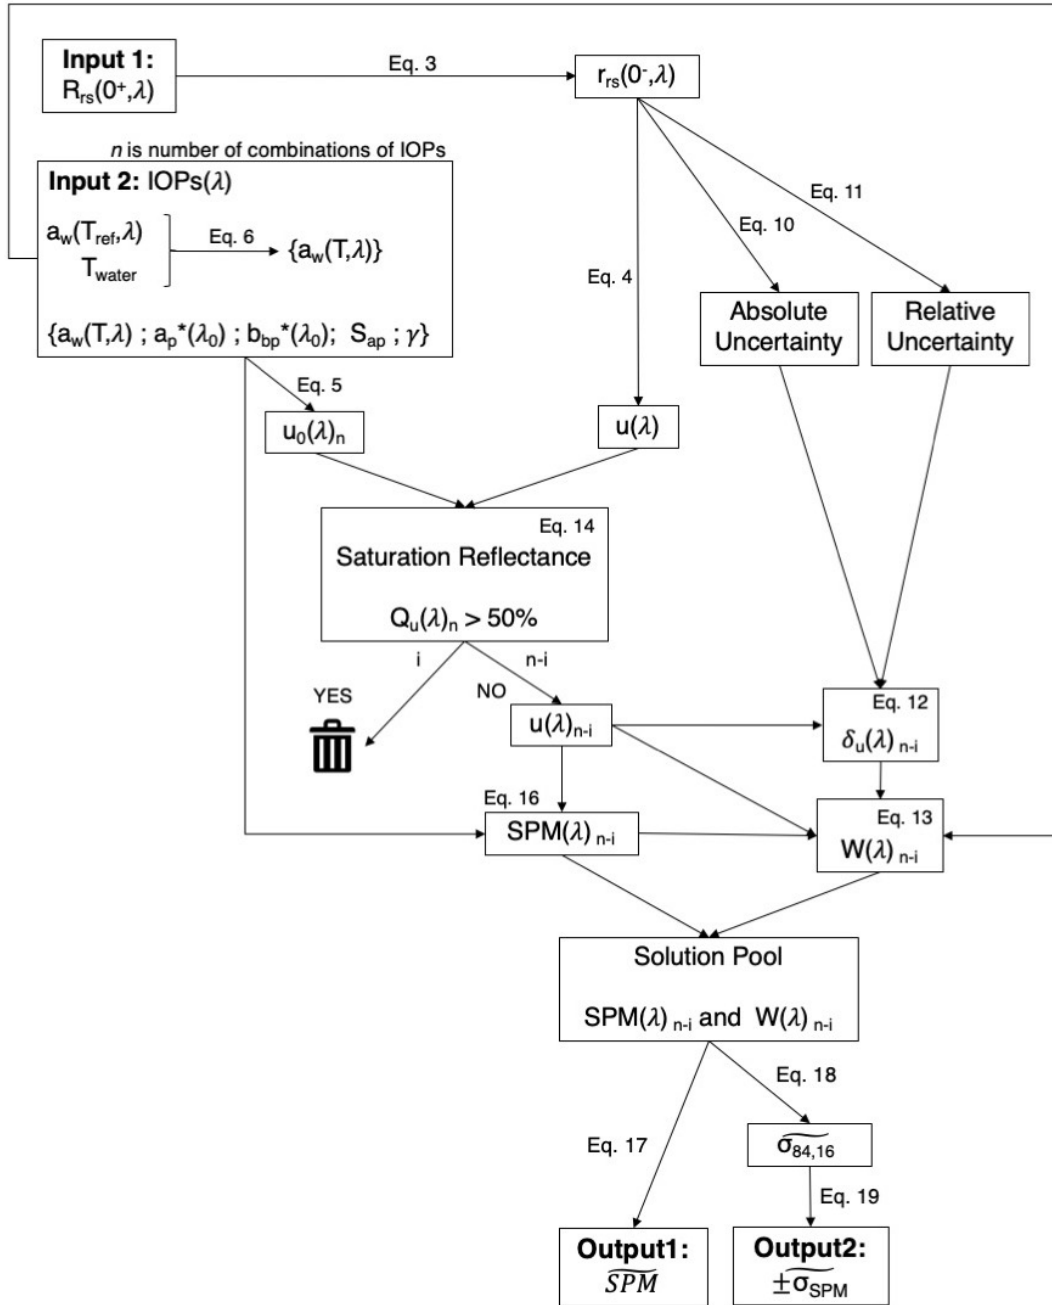 Input 1:
Rrs(0+,λ)
Eq. 3
rrs(0-,λ)
n is number of combinations of IOPs
Input 2: IOPs(λ)
aw(Tref,λ)
Twater
Eq. 6
{aw(T,λ)}
{aw(T,λ) ; ap*(λ0) ; bbp*(λ0); Sap ; γ}
Eq. 4
Eq. 10
Eq. 11
Absolute
Uncertainty
Relative
Uncertainty
Eq. 5
u0(λ)n
u(λ)
Eq. 14
Saturation Reflectance
Qu(λ)n > 50%
i
n-i
YES
NO
u(λ)n-i
Eq. 12
δu(λ) n-i
Eq. 16
SPM(λ) n-i
Eq. 13
W(λ) n-i
Solution Pool
SPM(λ) n-i and W(λ) n-i
Eq. 17
Eq. 18
σ84,16
Eq. 19
Output1:
SPM
Output2:
±σSPM